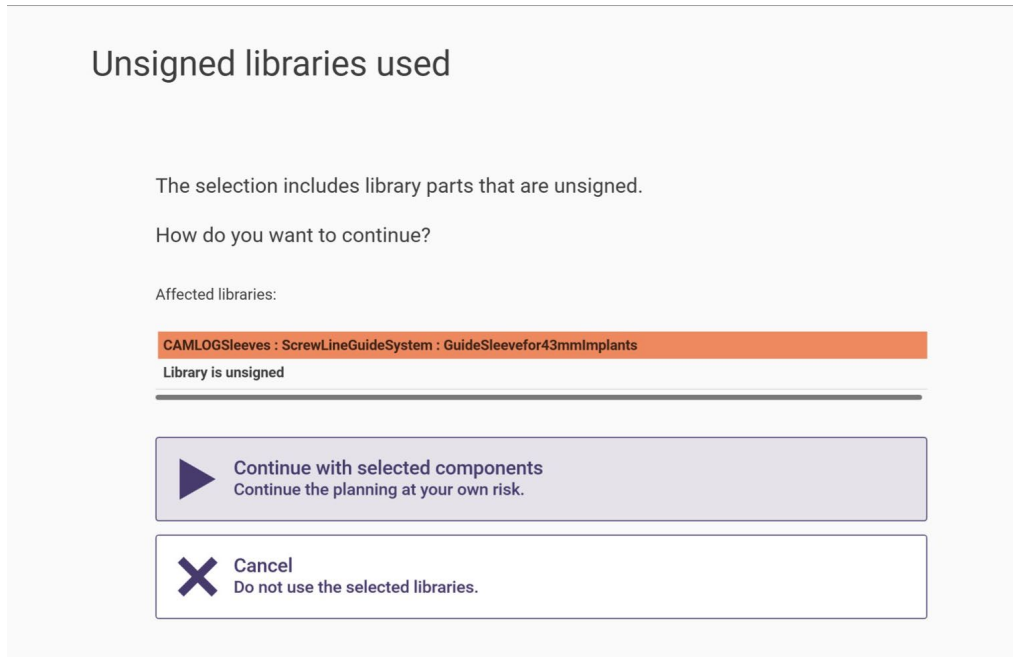 Unsigned libraries used
The selection includes library parts that are unsigned.
How do you want to continue?
Affected libraries:
CAMLOGSleeves : ScrewLineGuideSystem : GuideSleevefor43mmImplants
Library is unsigned
Continue with selected components
Continue the planning at your own risk.
Cancel
Do not use the selected libraries.